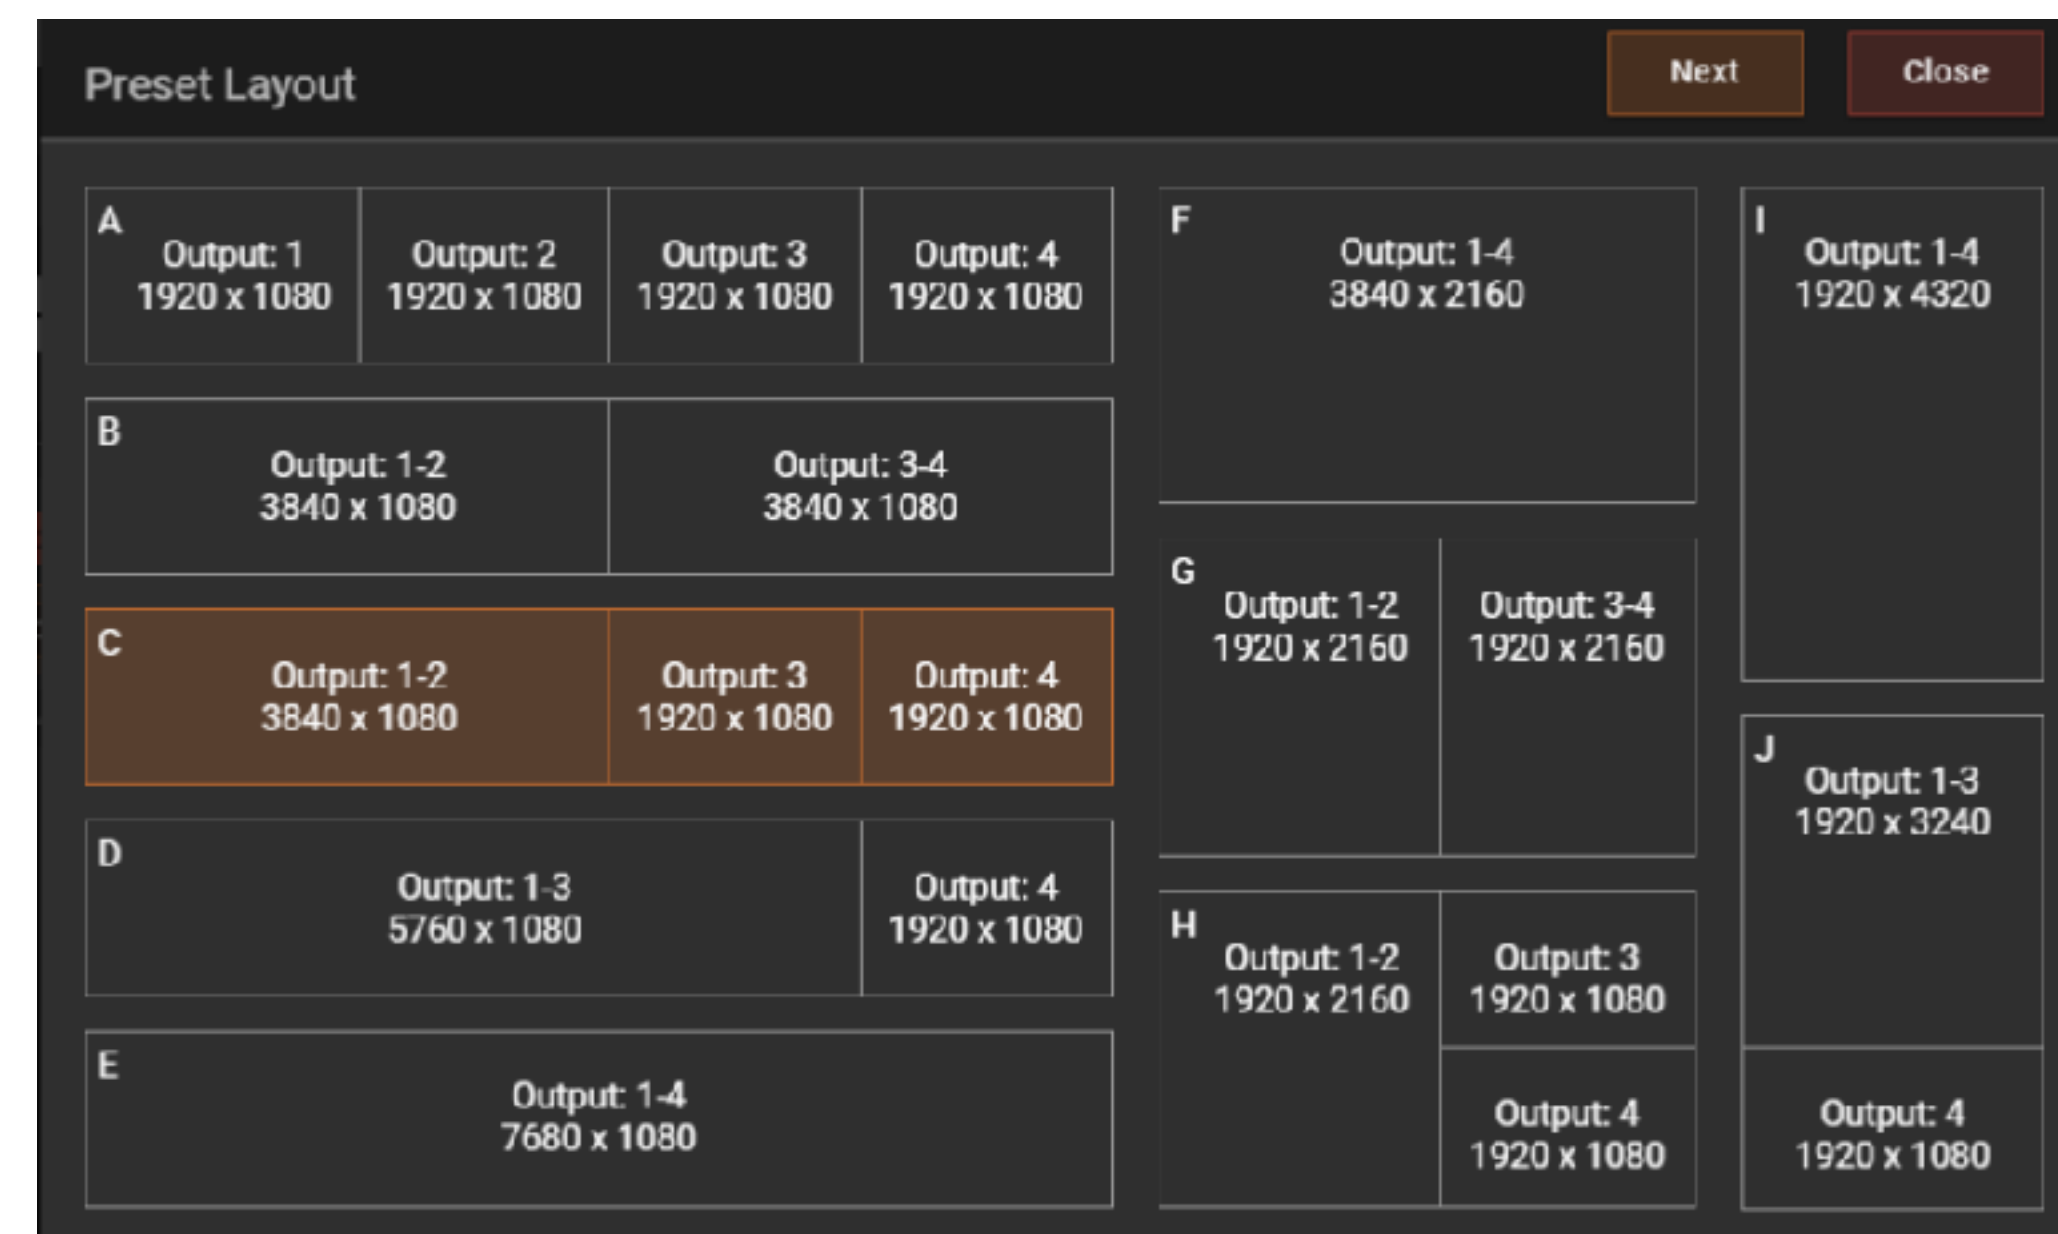 Preset Layout
Next
Close
A
Output: 1
1920 x 1080
Output: 2
1920 x 1080
Output: 3
1920 x 1080
Output: 4
1920 x 1080
B
Output: 1-2
3840 x 1080
Output: 3-4
3840 x 1080
C
Output: 1-2
3840 x 1080
Output: 3
1920 x 1080
Output: 4
1920 x 1080
D
Output: 1-3
5760 x 1080
Output: 4
1920 x 1080
E
Output: 1-4
7680 x 1080
F
Output: 1-4
3840 x 2160
G
Output: 1-2
1920 x 2160
Output: 3-4
1920 x 2160
H
Output: 1-2
1920 x 2160
Output: 3
1920 x 1080
Output: 4
1920 x 1080
I
Output: 1-4
1920 x 4320
J
Output: 1-3
1920 x 3240
Output: 4
1920 x 1080